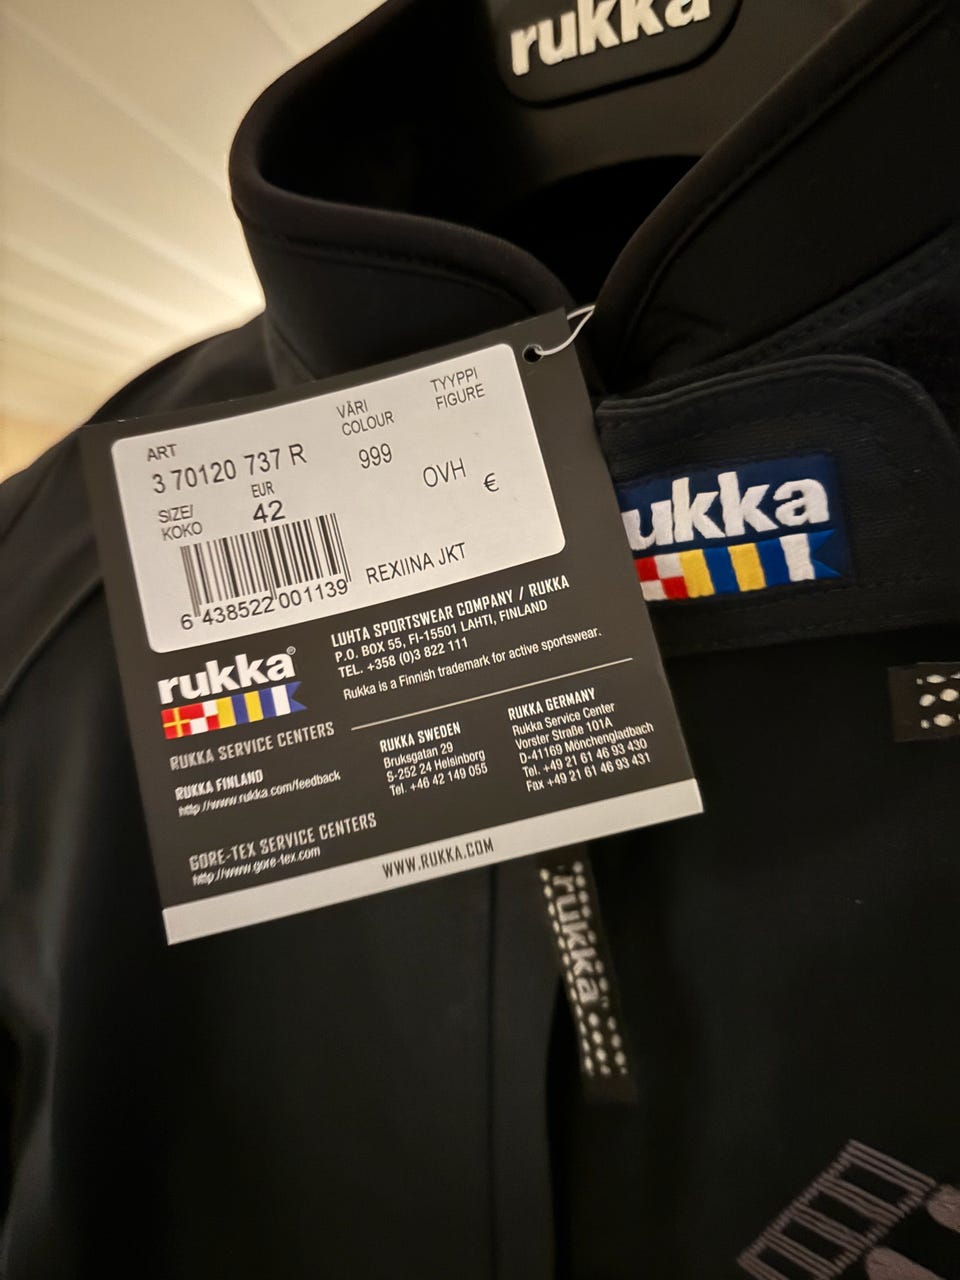 rukka
ART
3 70120 737 R
VÄRI
COLOUR
999
TYYPPI
FIGURE
SIZE/
KOKO
EUR
42
OVH
€
6 438522 001139
REXIINA JKT
rukka®
LUHTA SPORTSWEAR COMPANY / RUKKA
P.O. BOX 55, FI-15501 LAHTI, FINLAND
TEL. +358 (0)3 822 111
Rukka is a Finnish trademark for active sportswear.
RUKKA SERVICE CENTERS
RUKKA FINLAND
http://www.rukka.com/feedback
RUKKA SWEDEN
Bruksgatan 29
S-252 24 Helsinborg
Tel. +46 42 149 055
RUKKA GERMANY
Rukka Service Center
Vorster Straße 101A
D-41169 Mönchengladbach
Tel. +49 21 61 46 93 430
Fax +49 21 61 46 93 431
GORE-TEX SERVICE CENTERS
http://www.gore-tex.com
WWW.RUKKA.COM
rukka
rukka